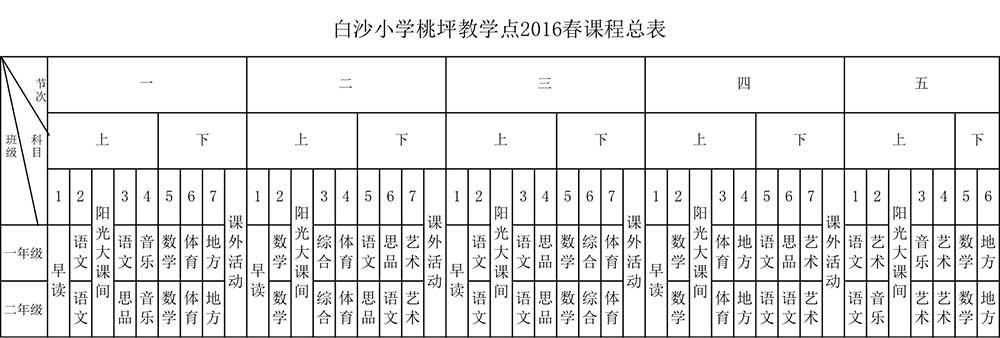 白沙小学桃坪教学点2016春课程总表
节次 一 二 三 四 五
班级 科目 上 下 上 下 上 下 上 下 上 下
1 2 阳光大课间 3 4 5 6 7 课外活动 1 2 阳光大课间 3 4 5 6 7 课外活动 1 2 阳光大课间 3 4 5 6 7 课外活动 1 2 阳光大课间 3 4 5 6 7 课外活动 1 2 阳光大课间 3 4 5 6
一年级 早读 语文 语文 音乐 数学 体育 地方 早读 数学 综合 体育 语文 思品 艺术 早读 语文 语文 思品 数学 综合 体育 早读 数学 体育 地方 语文 思品 艺术 语文 艺术 音乐 艺术 数学 地方
二年级 语文 思品 音乐 数学 体育 地方 数学 综合 体育 思品 语文 艺术 语文 语文 思品 数学 综合 体育 数学 体育 地方 语文 语文 艺术 语文 音乐 艺术 艺术 数学 地方